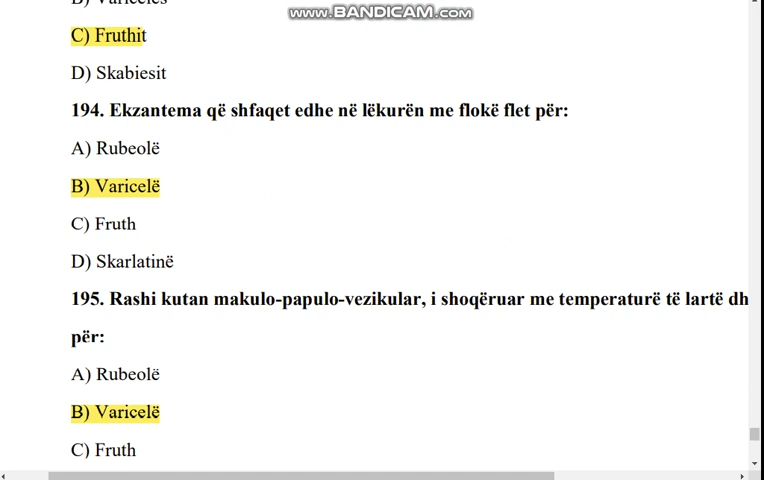 www.BANDICAM.com
B) Varicelës
C) Fruthit
D) Skabiesit
194. Ekzantema që shfaqet edhe në lëkurën me flokë flet për:
A) Rubeolë
B) Varicelë
C) Fruth
D) Skarlatinë
195. Rashi kutan makulo-papulo-vezikular, i shoqëruar me temperaturë të lartë dh
për:
A) Rubeolë
B) Varicelë
C) Fruth